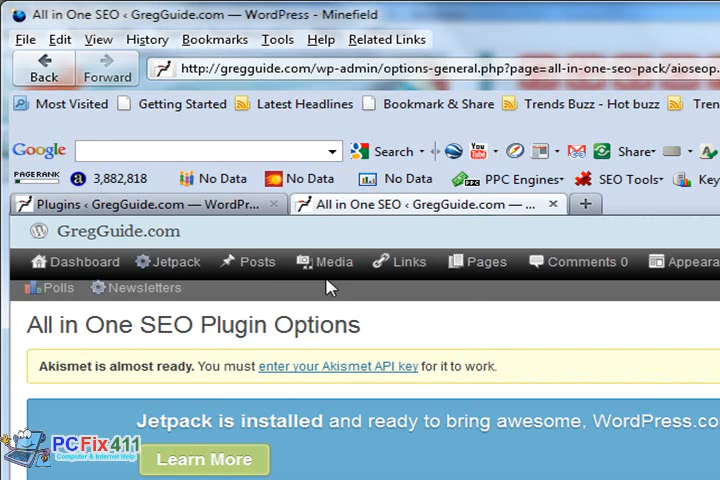 All in One SEO ‹ GregGuide.com — WordPress - Minefield
File Edit View History Bookmarks Tools Help Related Links
Back Forward http://gregguide.com/wp-admin/options-general.php?page=all-in-one-seo-pack/aioseop.
Most Visited Getting Started Latest Headlines Bookmark & Share Trends Buzz - Hot buzz Tren
Google Search Share
PAGERANK 3,882,818 No Data No Data No Data PPC Engines SEO Tools Key
Plugins ‹ GregGuide.com — WordPr... All in One SEO ‹ GregGuide.com — ...
GregGuide.com
Dashboard Jetpack Posts Media Links Pages Comments 0 Appeara
Polls Newsletters
All in One SEO Plugin Options
Akismet is almost ready. You must enter your Akismet API key for it to work.
Jetpack is installed and ready to bring awesome, WordPress.co
Learn More
PCFix411
Computer & Internet Help